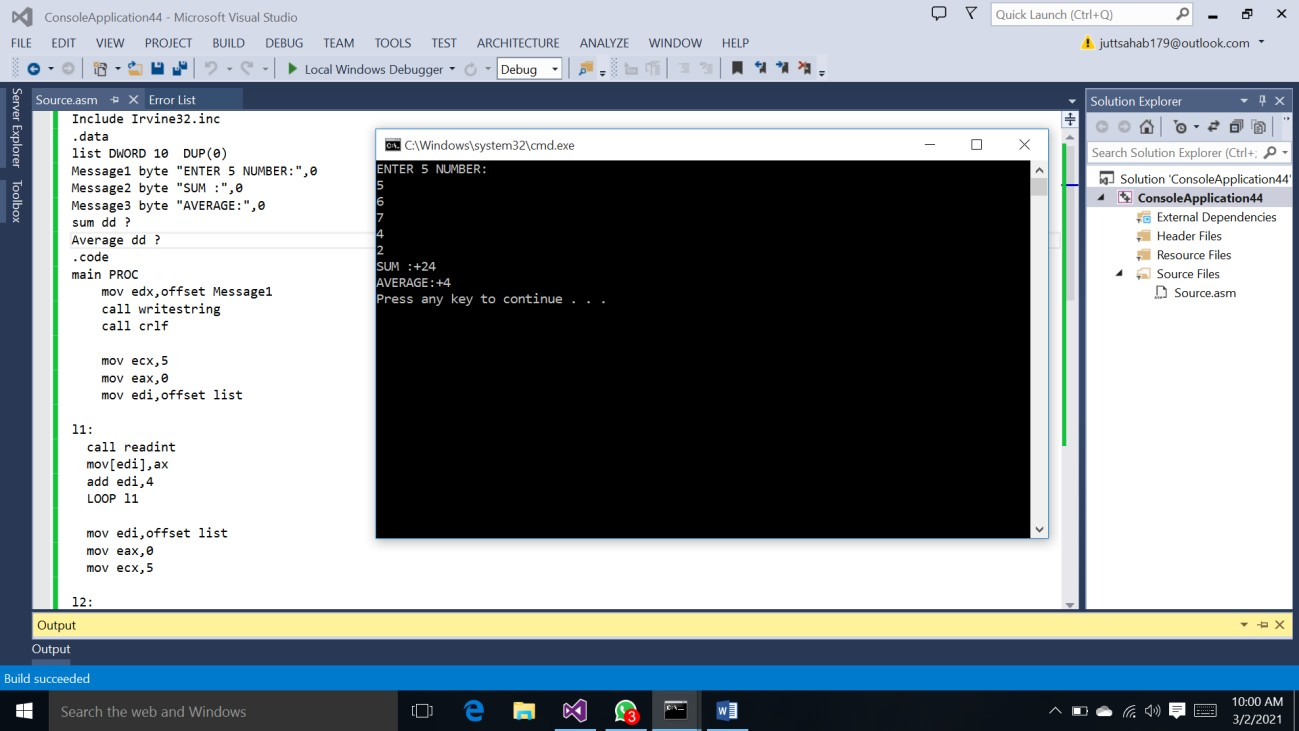 ConsoleApplication44 - Microsoft Visual Studio
Quick Launch (Ctrl+Q)
FILE EDIT VIEW PROJECT BUILD DEBUG TEAM TOOLS TEST ARCHITECTURE ANALYZE WINDOW HELP
juttsahab179@outlook.com
Local Windows Debugger
Debug
Server Explorer
Toolbox
Source.asm
Error List
Include Irvine32.inc
.data
list DWORD 10  DUP(0)
Message1 byte "ENTER 5 NUMBER:",0
Message2 byte "SUM :",0
Message3 byte "AVERAGE:",0
sum dd ?
Average dd ?
.code
main PROC
    mov edx,offset Message1
    call writestring
    call crlf
    mov ecx,5
    mov eax,0
    mov edi,offset list
l1:
  call readint
  mov[edi],ax
  add edi,4
  LOOP l1
  mov edi,offset list
  mov eax,0
  mov ecx,5
l2:
C:\Windows\system32\cmd.exe
ENTER 5 NUMBER:
5
6
7
4
2
SUM :+24
AVERAGE:+4
Press any key to continue . . .
Solution Explorer
Search Solution Explorer (Ctrl+;
Solution 'ConsoleApplication44'
ConsoleApplication44
External Dependencies
Header Files
Resource Files
Source Files
Source.asm
Output
Output
Build succeeded
Search the web and Windows
3
10:00 AM
3/2/2021